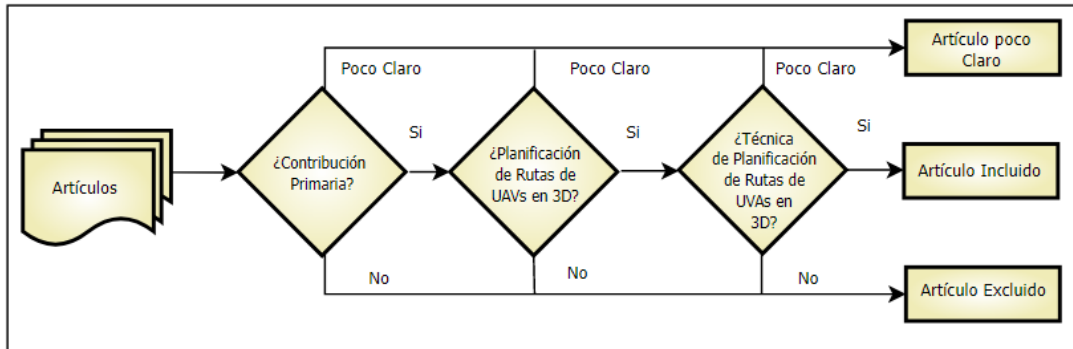 Artículo poco
Claro
Poco Claro
Poco Claro
Poco Claro
Si
Si
Si
Artículos
¿Contribución
Primaria?
¿Planificación
de Rutas de
UAVs en 3D?
¿Técnica
de Planificación
de Rutas de
UVAs en
3D?
Artículo Incluido
No
No
No
Artículo Excluido